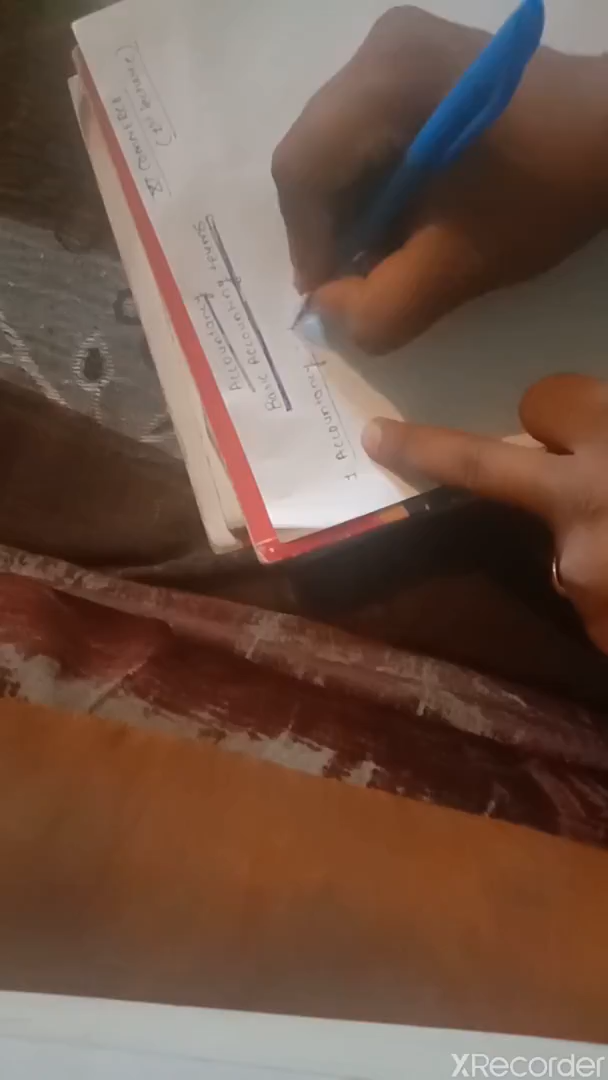 XI COMMERCE
Accountancy
Basic Accounting terms
1 Accountancy
XRecorder